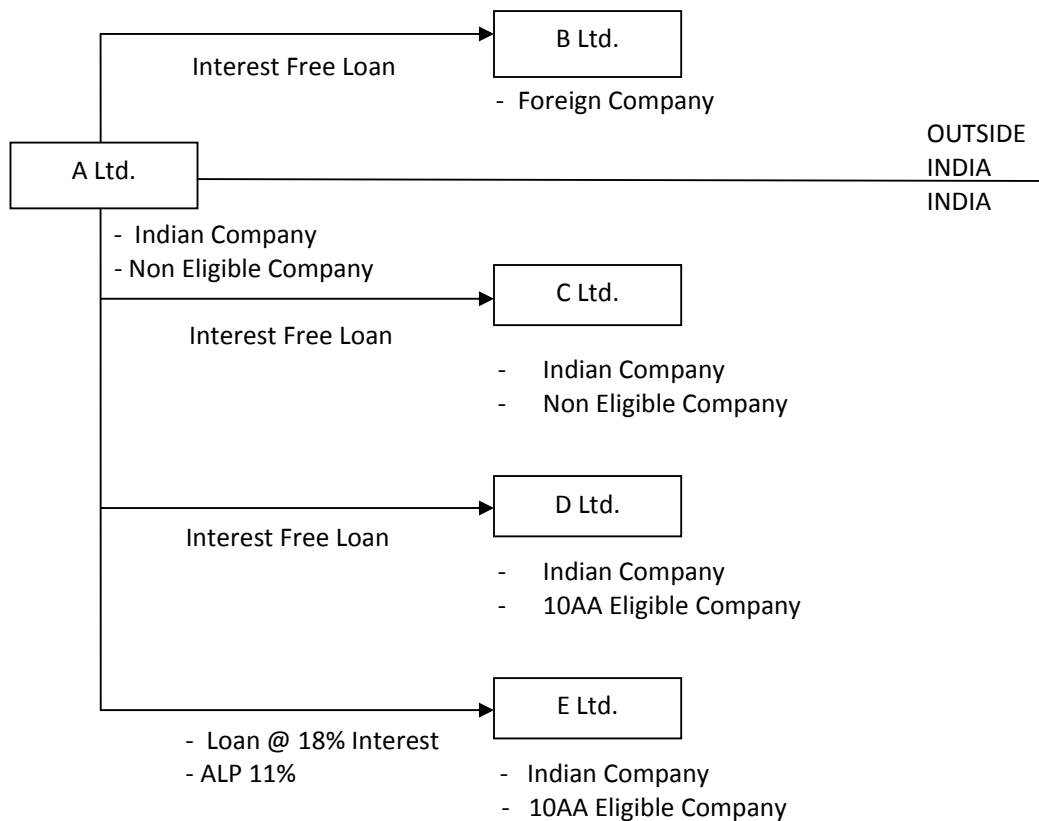 B Ltd.
Interest Free Loan
- Foreign Company
OUTSIDE
INDIA
A Ltd.
INDIA
- Indian Company
- Non Eligible Company
C Ltd.
Interest Free Loan
- Indian Company
- Non Eligible Company
D Ltd.
Interest Free Loan
- Indian Company
- 10AA Eligible Company
E Ltd.
- Loan @ 18% Interest
- ALP 11%
- Indian Company
- 10AA Eligible Company